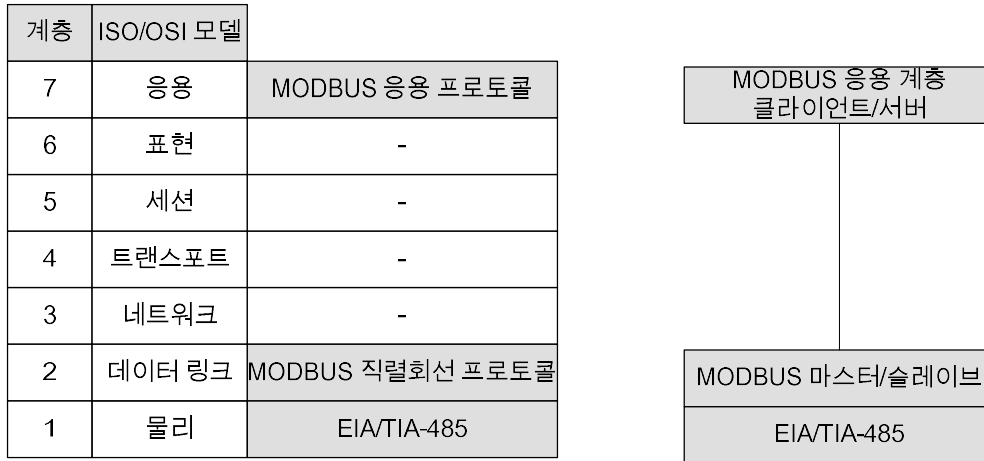 계층 ISO/OSI 모델
7 응용 MODBUS 응용 프로토콜
6 표현 -
5 세션 -
4 트랜스포트 -
3 네트워크 -
2 데이터 링크 MODBUS 직렬회선 프로토콜
1 물리 EIA/TIA-485
MODBUS 응용 계층
클라이언트/서버
MODBUS 마스터/슬레이브
EIA/TIA-485